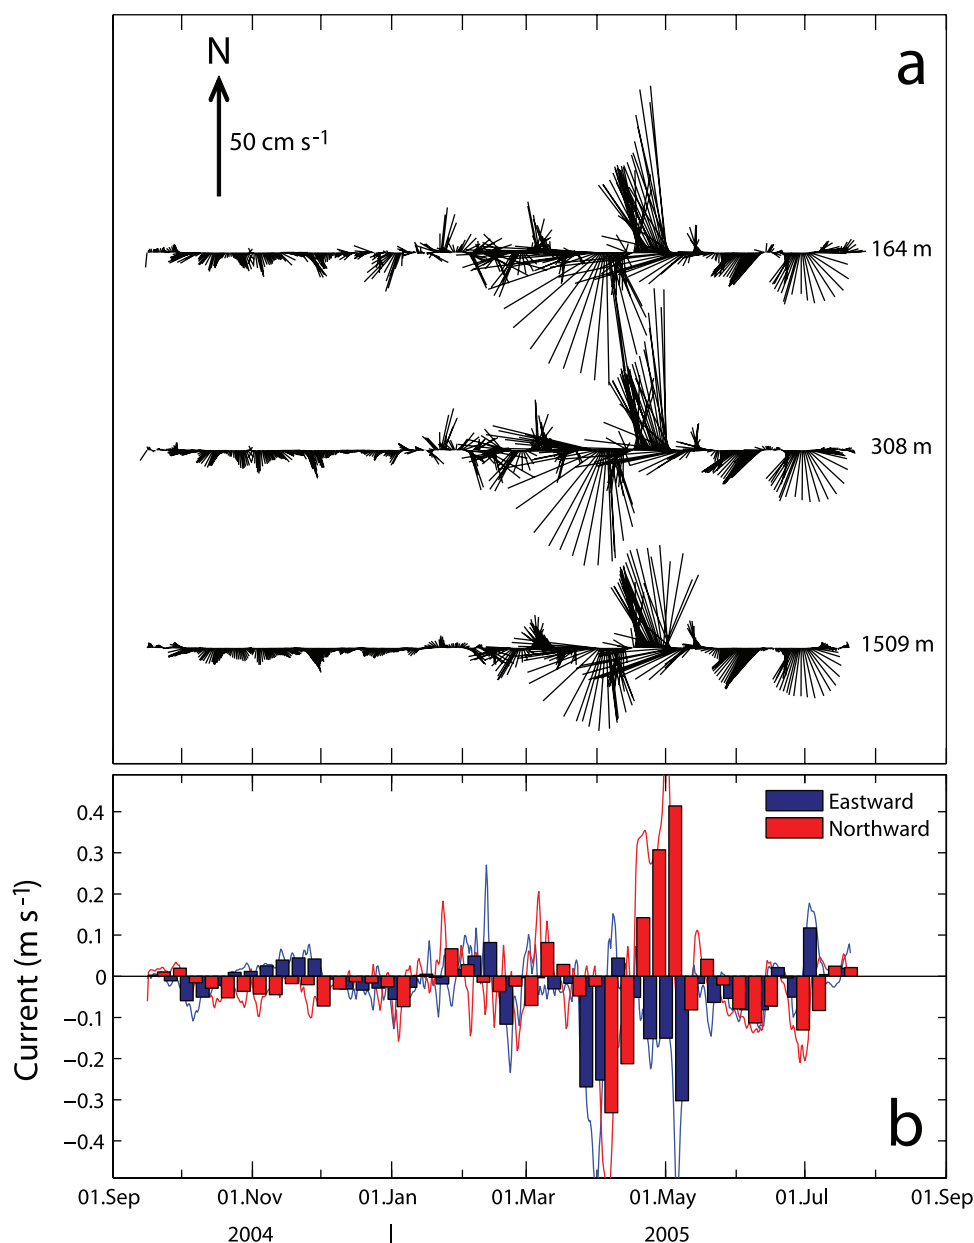 N
a
50 cm s⁻¹
164 m
308 m
1509 m
Eastward
Northward
Current (m s⁻¹)
0.4
0.3
0.2
0.1
0
−0.1
−0.2
−0.3
−0.4
b
01.Sep 01.Nov 01.Jan 01.Mar 01.May 01.Jul 01.Sep
2004 | 2005